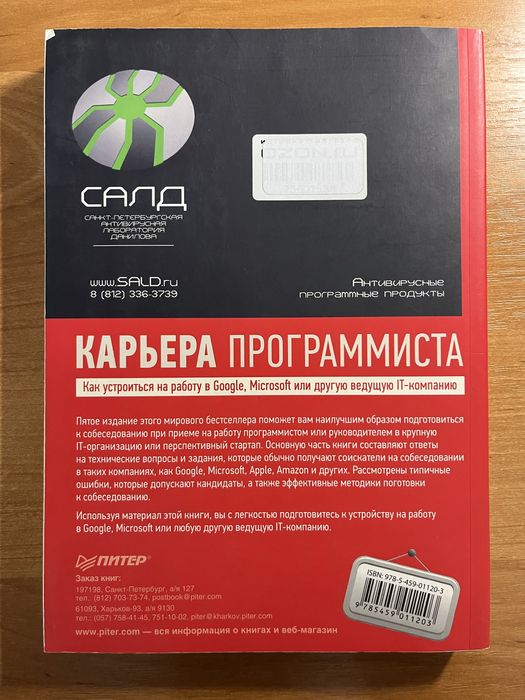 САЛД
САНКТ-ПЕТЕРБУРГСКАЯ
АНТИВИРУСНАЯ
ЛАБОРАТОРИЯ
ДАНИЛОВА
OZON.RU
www.SALD.ru
8 (812) 336-3739
Антивирусные
программные продукты
КАРЬЕРА ПРОГРАММИСТА
Как устроиться на работу в Google, Microsoft или другую ведущую IT-компанию
Пятое издание этого мирового бестселлера поможет вам наилучшим образом подготовиться
к собеседованию при приеме на работу программистом или руководителем в крупную
IT-организацию или перспективный стартап. Основную часть книги составляют ответы
на технические вопросы и задания, которые обычно получают соискатели на собеседовании
в таких компаниях, как Google, Microsoft, Apple, Amazon и других. Рассмотрены типичные
ошибки, которые допускают кандидаты, а также эффективные методики поготовки
к собеседованию.
Используя материал этой книги, вы с легкостью подготовитесь к устройству на работу
в Google, Microsoft или любую другую ведущую IT-компанию.
ПИТЕР
Заказ книг:
197198, Санкт-Петербург, а/я 127
тел.: (812) 703-73-74, postbook@piter.com
61093, Харьков-93, а/я 9130
тел.: (057) 758-41-45, 751-10-02, piter@kharkov.piter.com
www.piter.com — вся информация о книгах и веб-магазин
ISBN: 978-5-459-01120-3
9 785459 011203